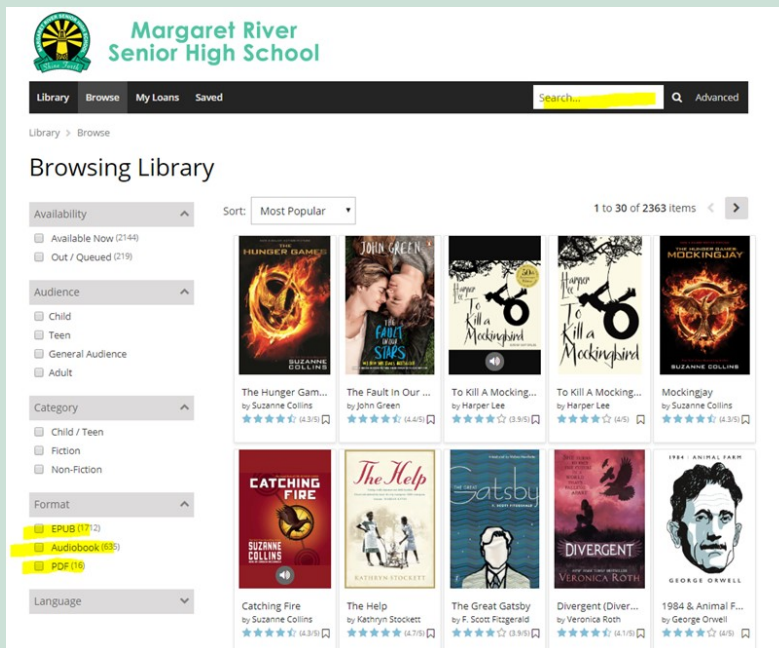 Margaret River
Senior High School
Library Browse My Loans Saved Search... Advanced
Library > Browse
Browsing Library
Availability
Available Now (2144)
Out / Queued (219)
Audience
Child
Teen
General Audience
Adult
Category
Child / Teen
Fiction
Non-Fiction
Format
EPUB (1712)
Audiobook (635)
PDF (16)
Language
Sort: Most Popular 1 to 30 of 2363 items
THE
HUNGER GAMES
SUZANNE
COLLINS
The Hunger Gam...
by Suzanne Collins
(4.3/5)
JOHN GREEN
THE
FAULT
IN OUR
STARS
The Fault In Our ...
by John Green
(4.4/5)
Harper
Lee
To
Kill a
Mockingbird
To Kill A Mocking...
by Harper Lee
(3.9/5)
Harper
Lee
To
Kill a
Mockingbird
To Kill A Mocking...
by Harper Lee
(4/5)
THE HUNGER GAMES
MOCKINGJAY
SUZANNE COLLINS
Mockingjay
by Suzanne Collins
(4.3/5)
CATCHING
FIRE
SUZANNE
COLLINS
Catching Fire
by Suzanne Collins
(4.3/5)
The Help
KATHRYN STOCKETT
The Help
by Kathryn Stockett
(4.7/5)
THE GREAT
Gatsby
F. SCOTT FITZGERALD
The Great Gatsby
by F. Scott Fitzgerald
(3.9/5)
DIVERGENT
VERONICA ROTH
Divergent (Diver...
by Veronica Roth
(4.1/5)
1984 & ANIMAL FARM
GEORGE ORWELL
1984 & Animal F...
by George Orwell
(4/5)